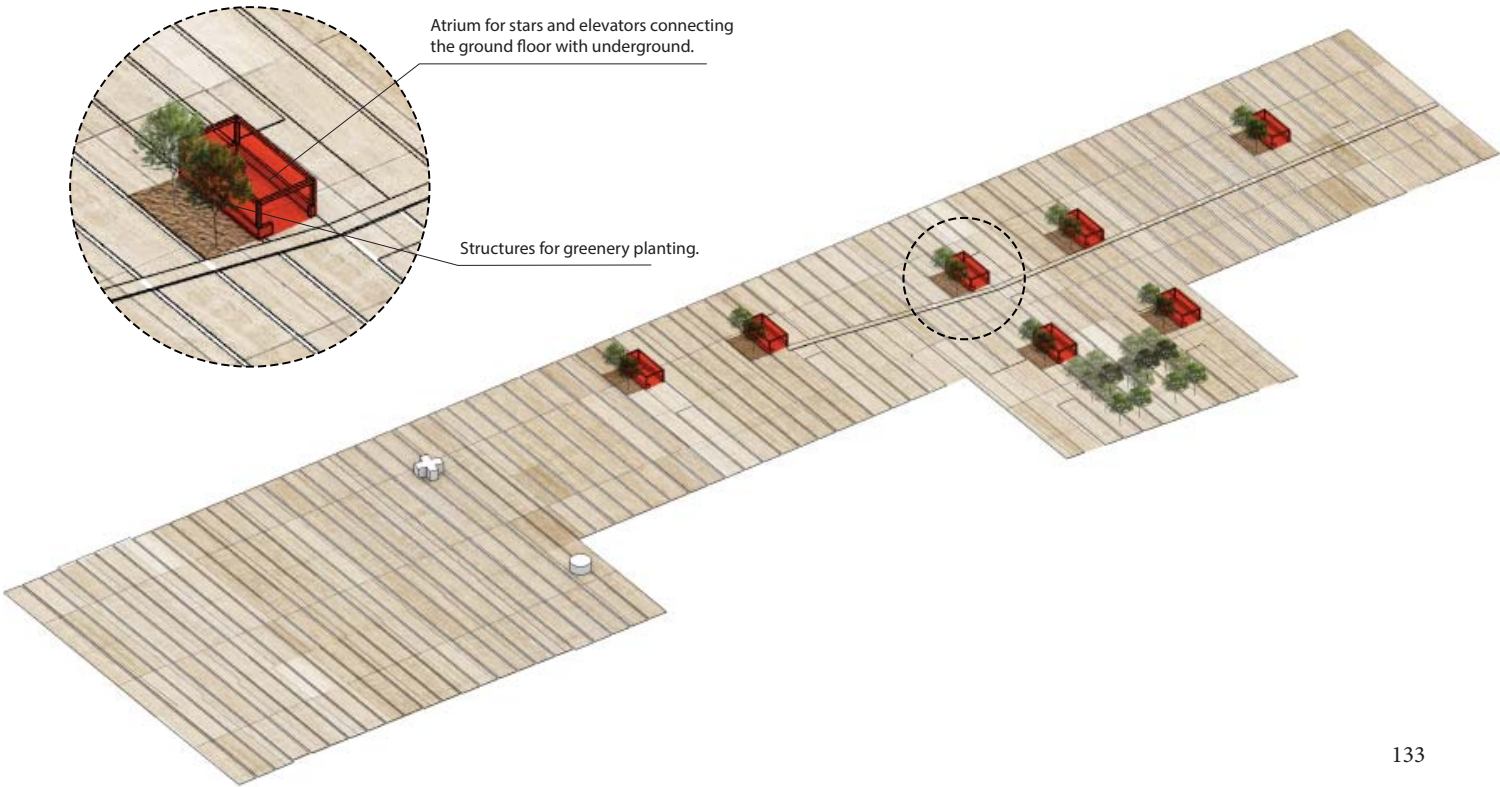 Atrium for stars and elevators connecting
the ground floor with underground.
Structures for greenery planting.
133